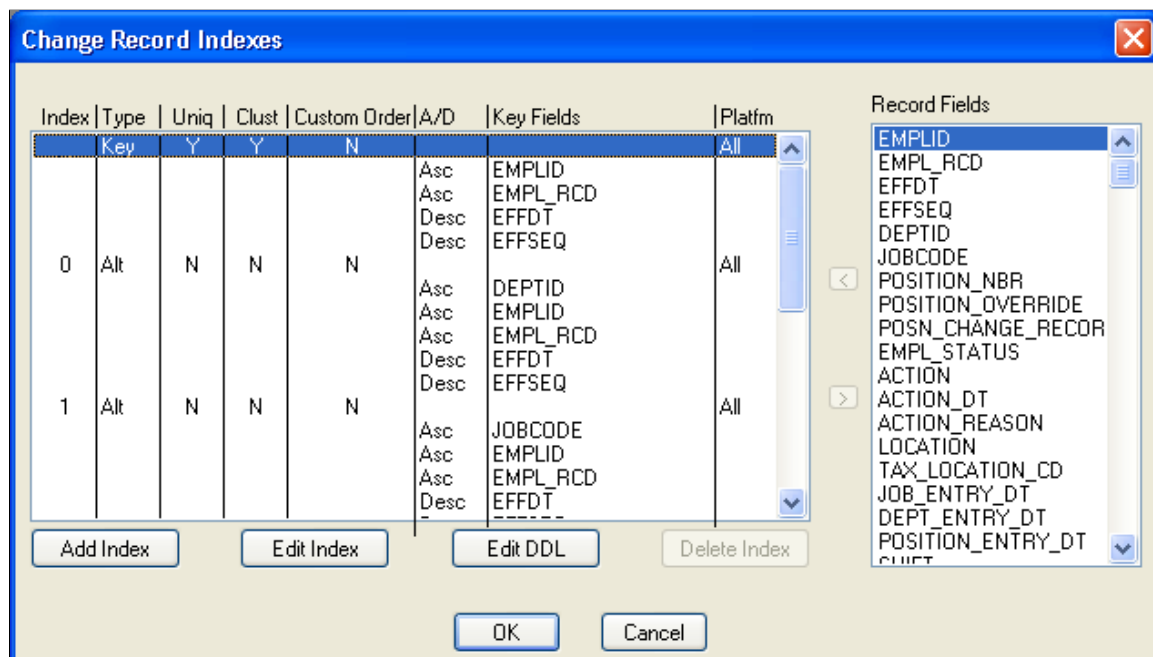 Change Record Indexes
Record Fields
Index Type Uniq Clust Custom Order A/D Key Fields Platfm
Key Y Y N All
Asc EMPLID
Asc EMPL_RCD
Desc EFFDT
Desc EFFSEQ
0 Alt N N N All
Asc DEPTID
Asc EMPLID
Asc EMPL_RCD
Desc EFFDT
Desc EFFSEQ
1 Alt N N N All
Asc JOBCODE
Asc EMPLID
Asc EMPL_RCD
Desc EFFDT
EMPLID
EMPL_RCD
EFFDT
EFFSEQ
DEPTID
JOBCODE
POSITION_NBR
POSITION_OVERRIDE
POSN_CHANGE_RECOR
EMPL_STATUS
ACTION
ACTION_DT
ACTION_REASON
LOCATION
TAX_LOCATION_CD
JOB_ENTRY_DT
DEPT_ENTRY_DT
POSITION_ENTRY_DT
<
>
Add Index Edit Index Edit DDL Delete Index
OK Cancel